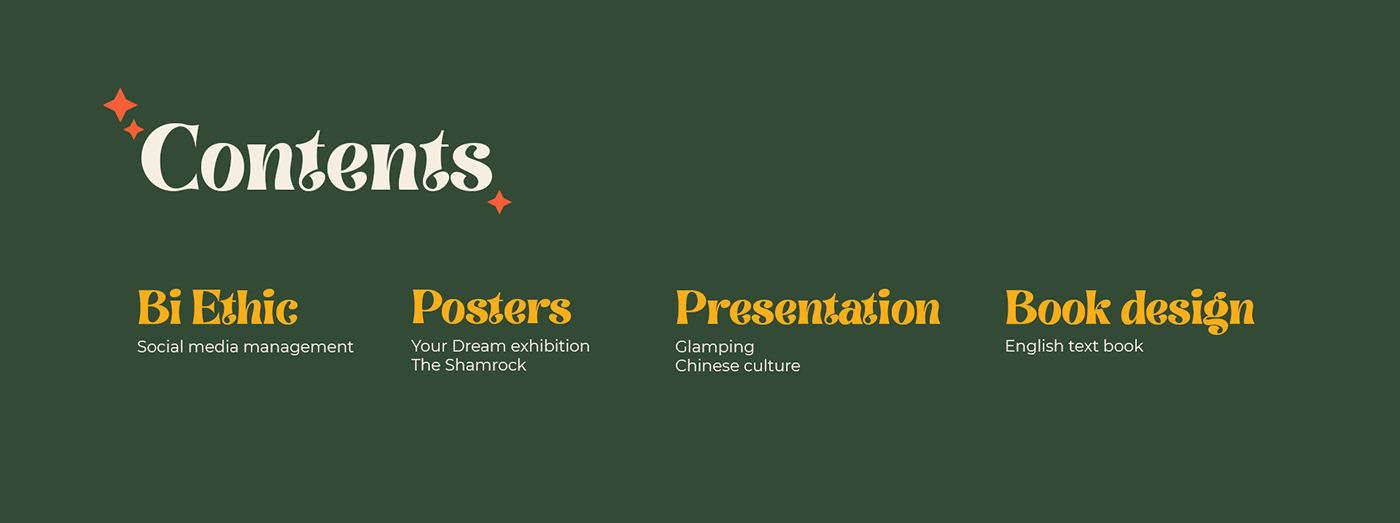 Contents
Bi Ethic
Social media management
Posters
Your Dream exhibition
The Shamrock
Presentation
Glamping
Chinese culture
Book design
English text book